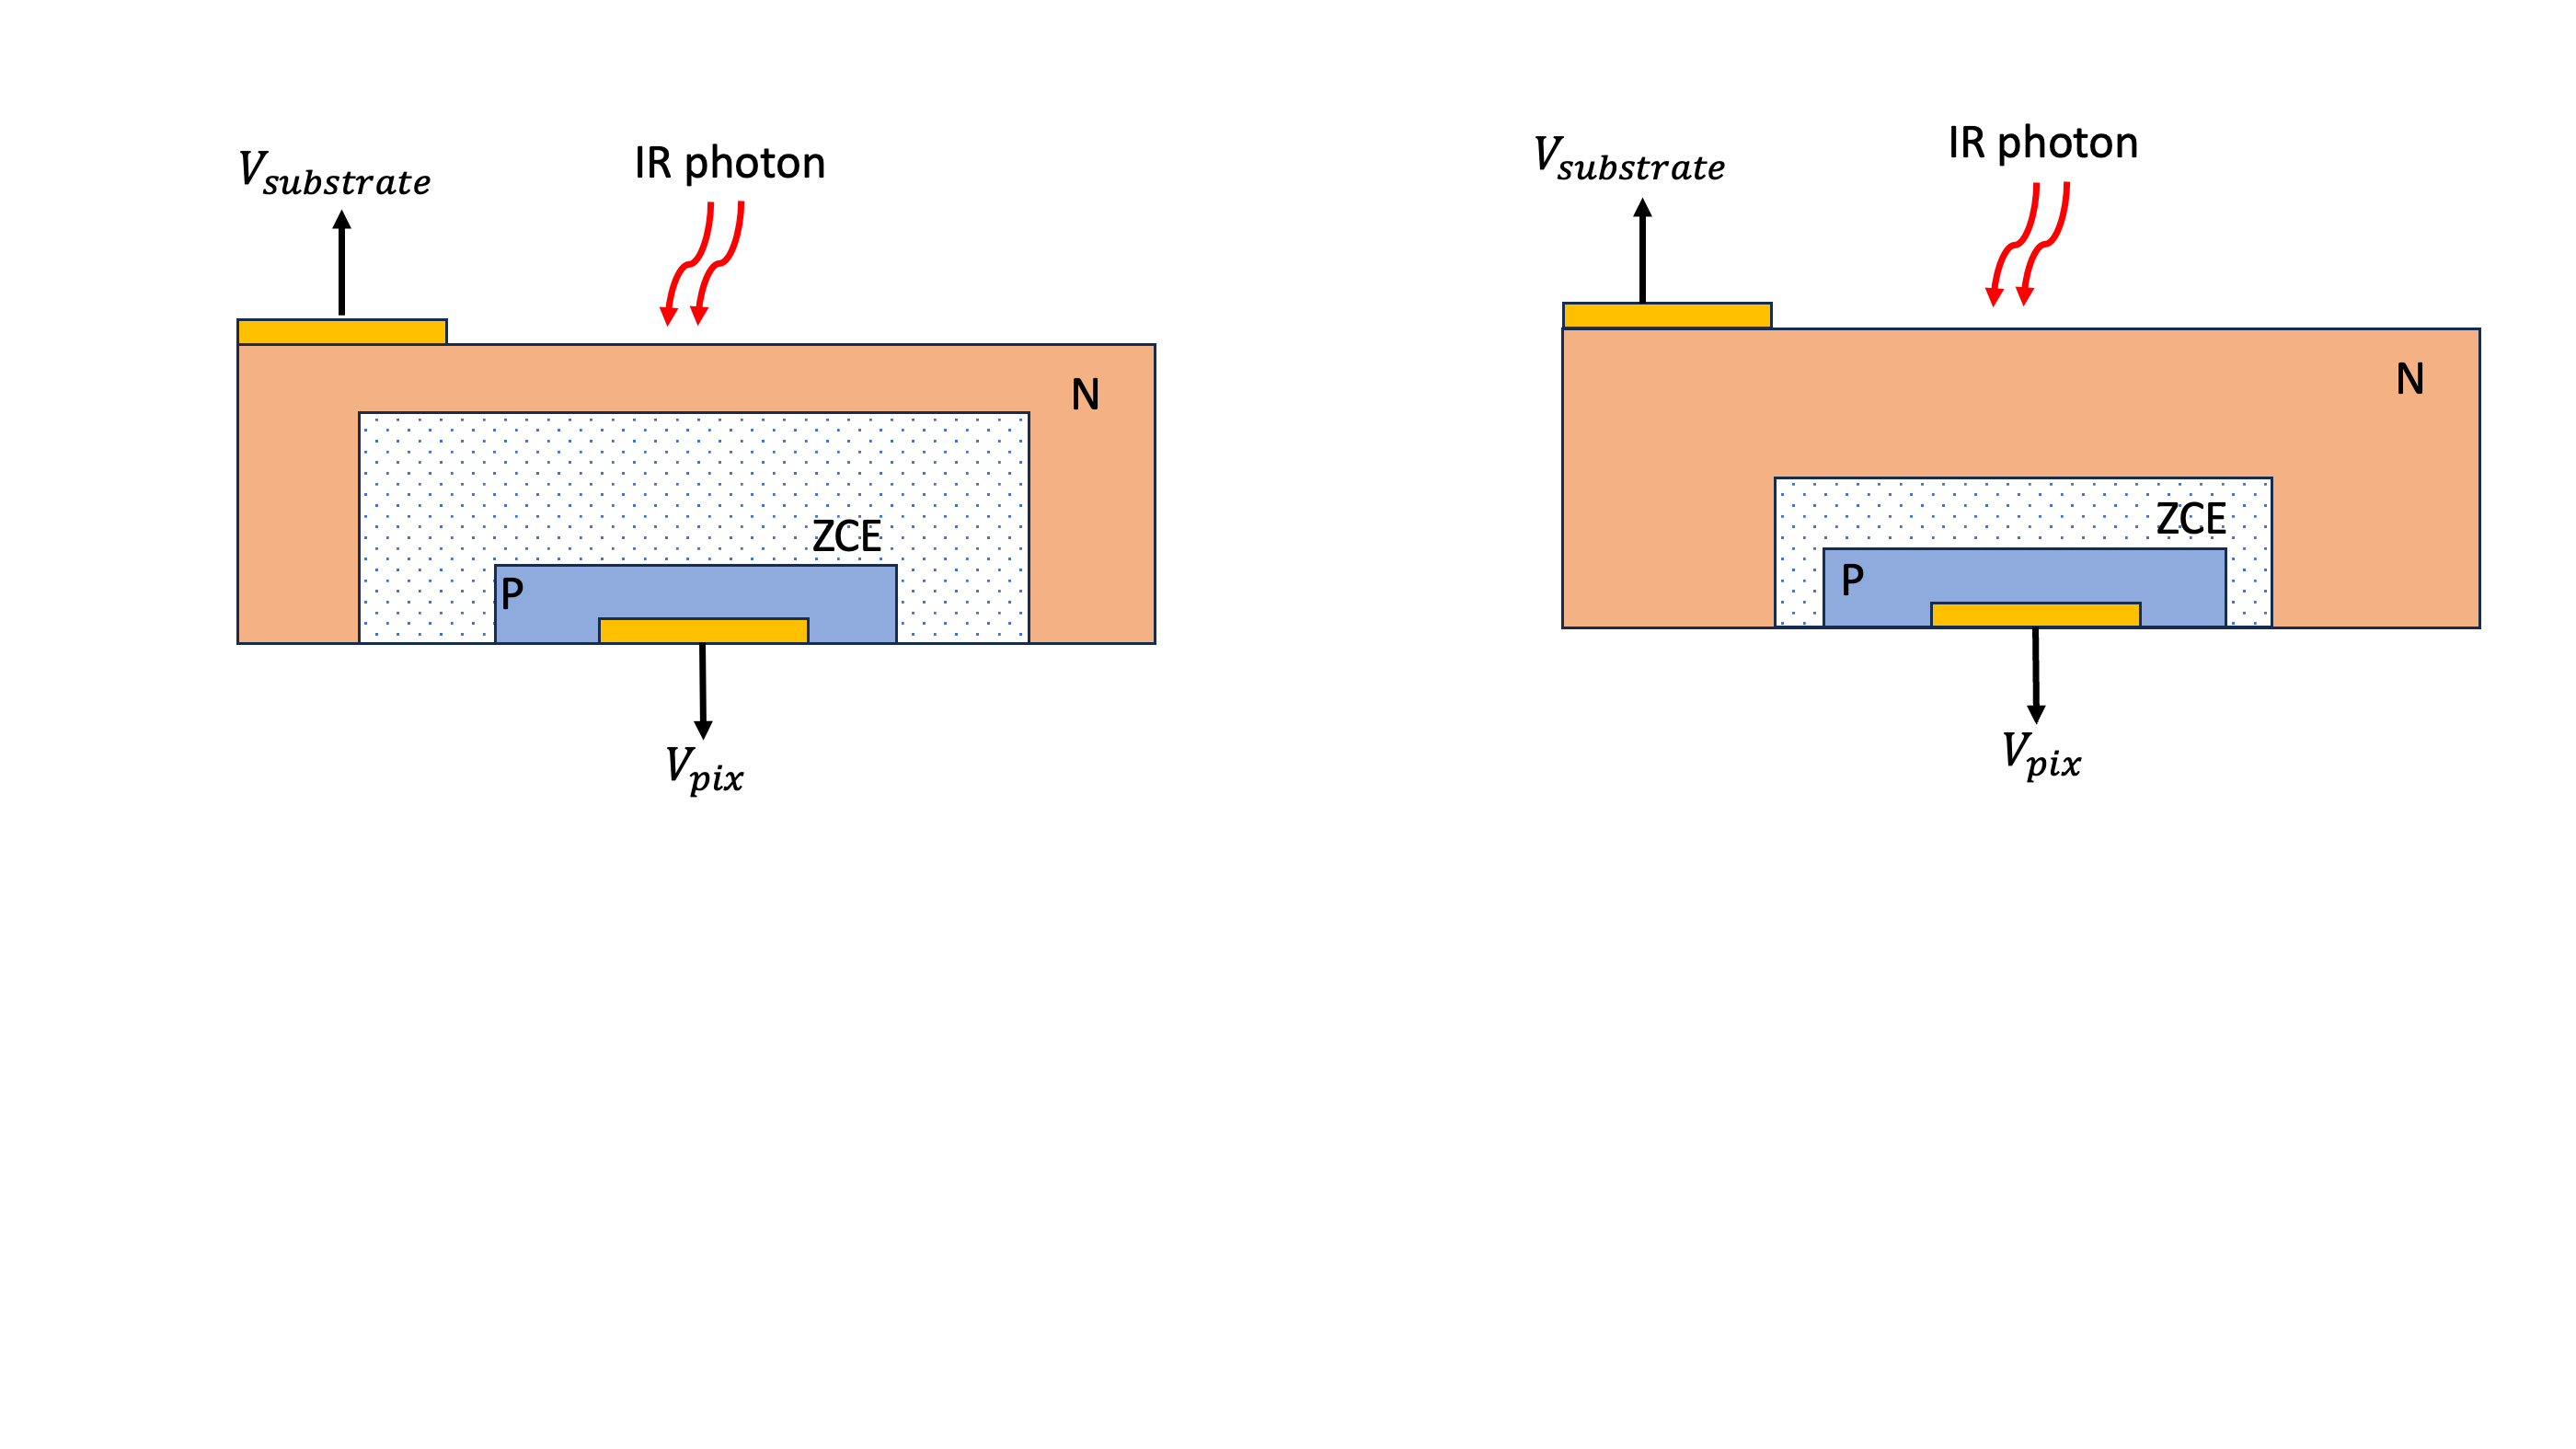 V_substrate
IR photon
N
ZCE
P
V_pix
V_substrate
IR photon
N
ZCE
P
V_pix